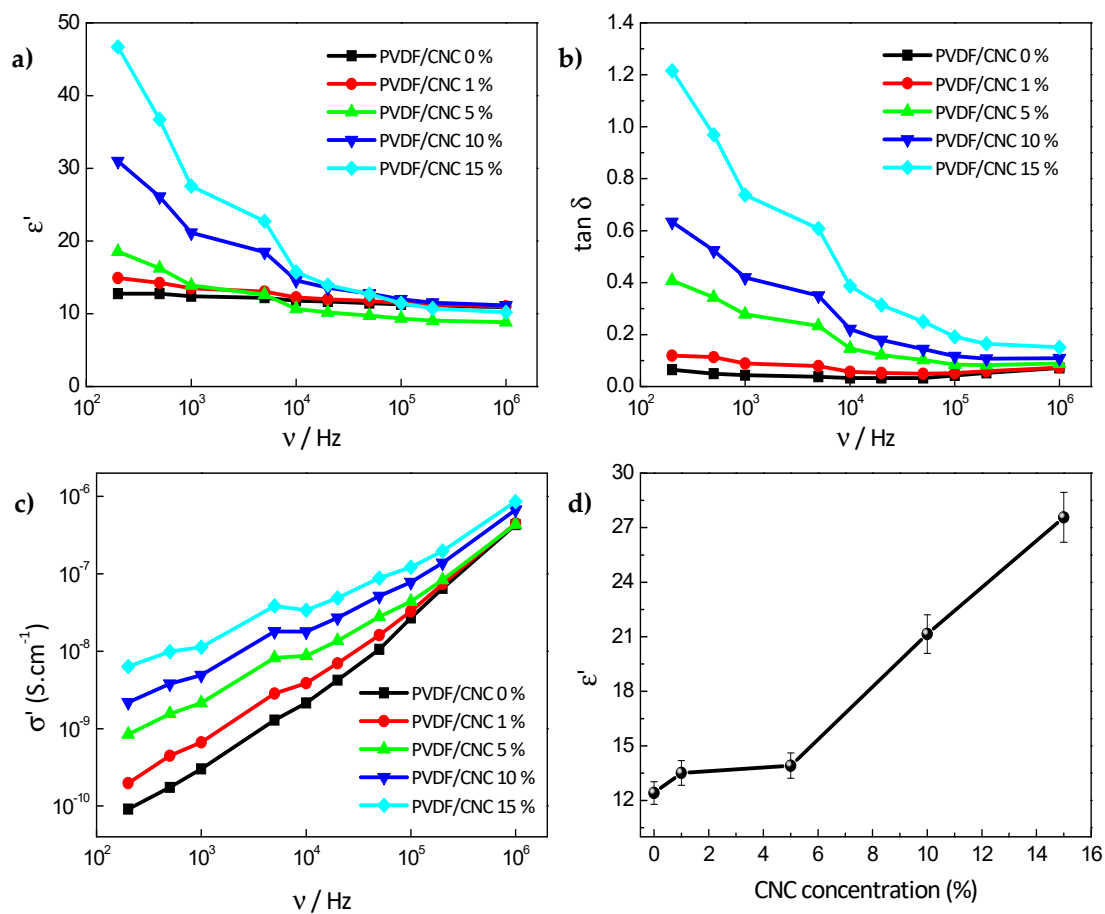 a)
50
40
30
20
10
0
ε'
PVDF/CNC 0 %
PVDF/CNC 1 %
PVDF/CNC 5 %
PVDF/CNC 10 %
PVDF/CNC 15 %
10²
10³
10⁴
10⁵
10⁶
ν / Hz
b)
1.4
1.2
1.0
0.8
0.6
0.4
0.2
0.0
tan δ
PVDF/CNC 0 %
PVDF/CNC 1 %
PVDF/CNC 5 %
PVDF/CNC 10 %
PVDF/CNC 15 %
10²
10³
10⁴
10⁵
10⁶
ν / Hz
c)
10⁻⁶
10⁻⁷
10⁻⁸
10⁻⁹
10⁻¹⁰
σ' (S.cm⁻¹)
PVDF/CNC 0 %
PVDF/CNC 1 %
PVDF/CNC 5 %
PVDF/CNC 10 %
PVDF/CNC 15 %
10²
10³
10⁴
10⁵
10⁶
ν / Hz
d)
30
27
24
21
18
15
12
ε'
0
2
4
6
8
10
12
14
16
CNC concentration (%)